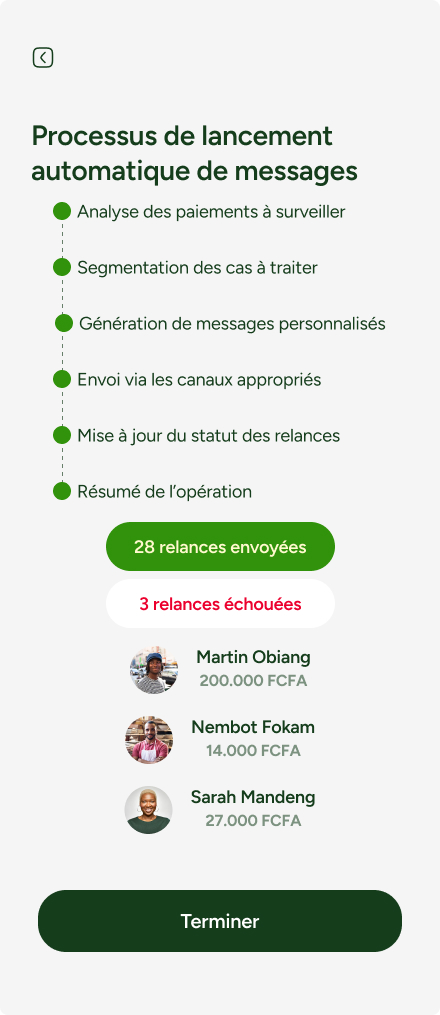 Processus de lancement
automatique de messages
Analyse des paiements à surveiller
Segmentation des cas à traiter
Génération de messages personnalisés
Envoi via les canaux appropriés
Mise à jour du statut des relances
Résumé de l’opération
28 relances envoyées
3 relances échouées
Martin Obiang
200.000 FCFA
Nembot Fokam
14.000 FCFA
Sarah Mandeng
27.000 FCFA
Terminer